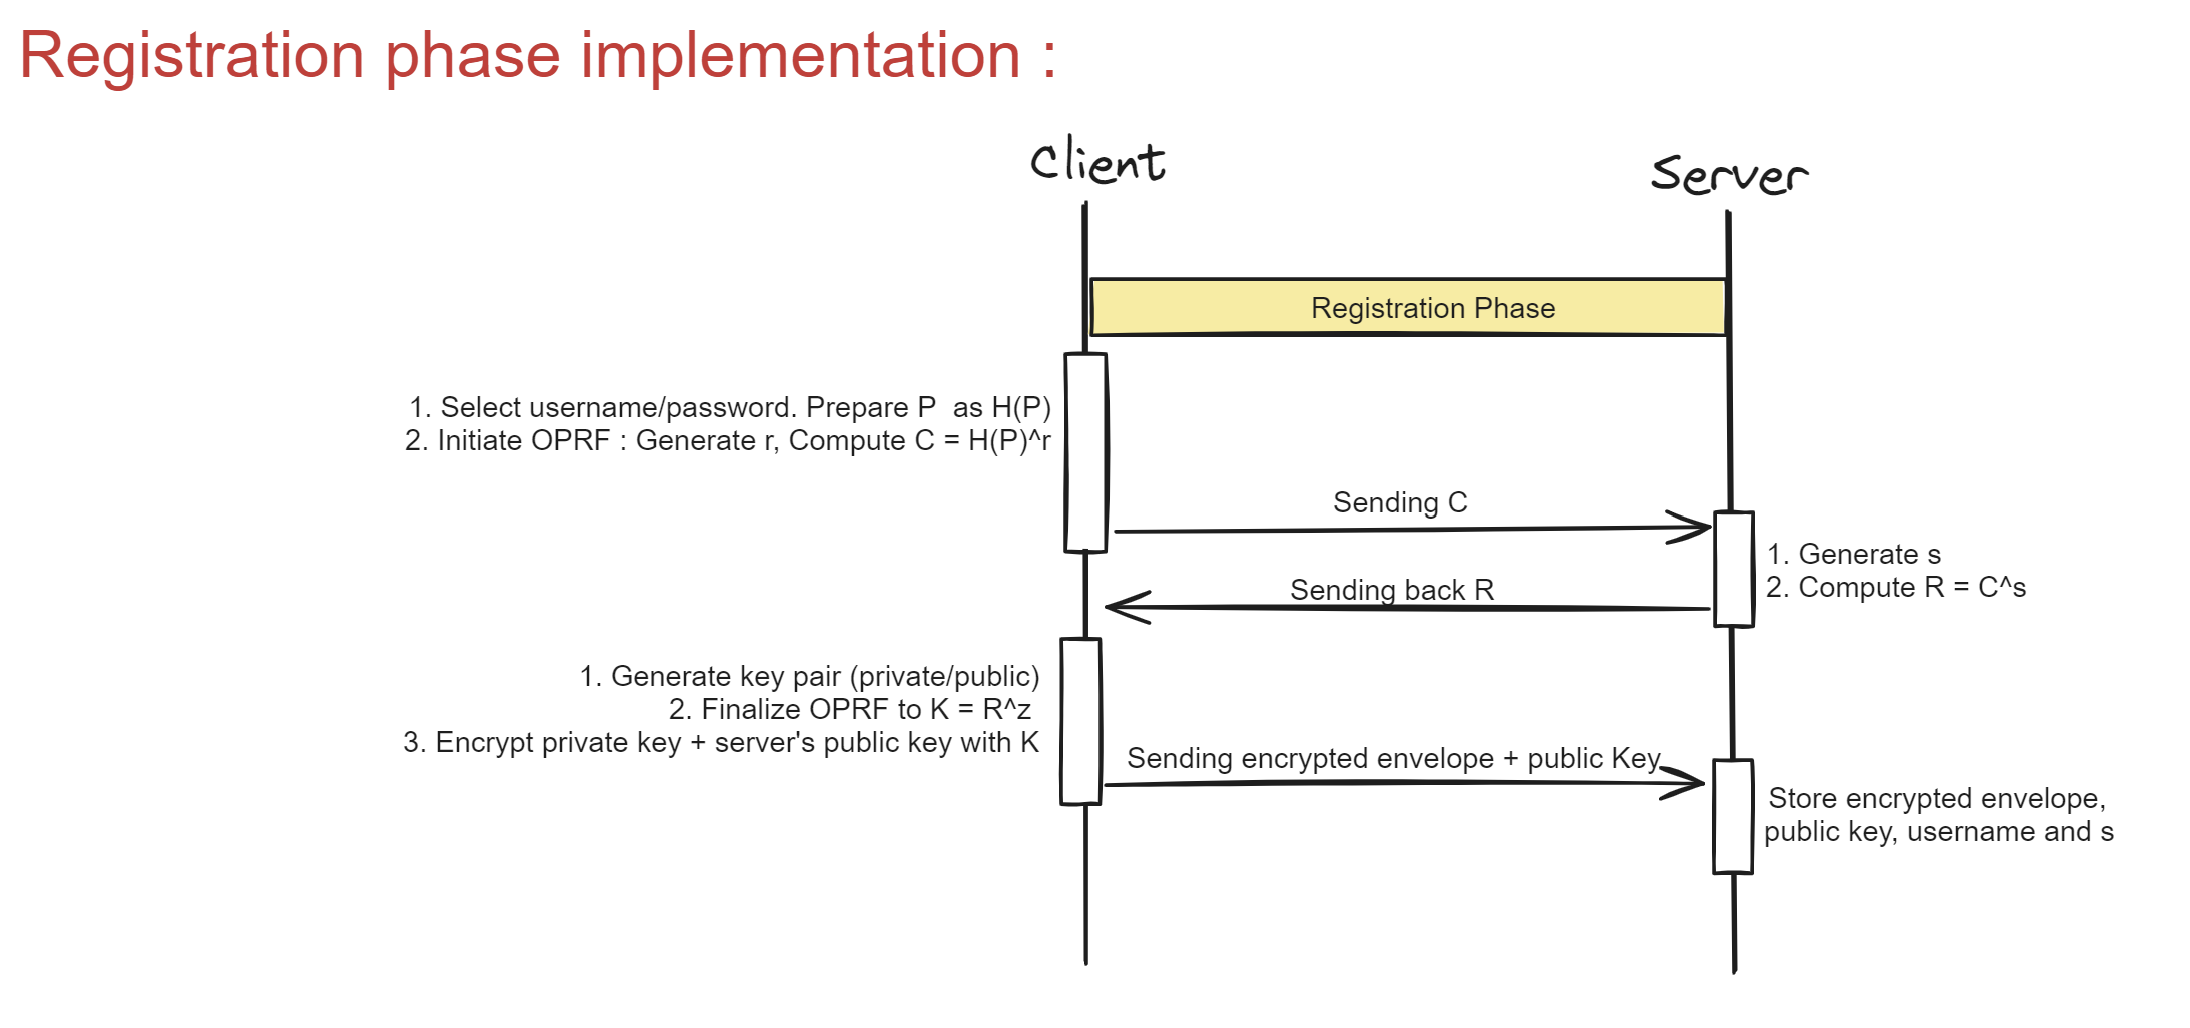 Registration phase implementation :
Client
Server
Registration Phase
1. Select username/password. Prepare P  as H(P)
2. Initiate OPRF : Generate r, Compute C = H(P)^r
Sending C
1. Generate s
2. Compute R = C^s
Sending back R
1. Generate key pair (private/public)
2. Finalize OPRF to K = R^z
3. Encrypt private key + server's public key with K
Sending encrypted envelope + public Key
Store encrypted envelope,
public key, username and s